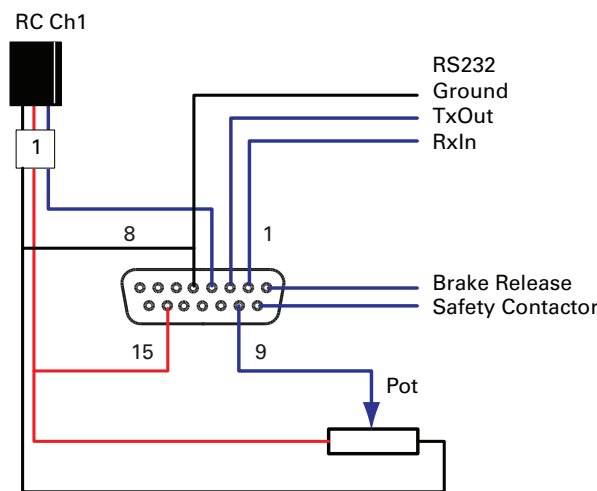 RC Ch1
RS232
Ground
TxOut
RxIn
1
8
1
Brake Release
Safety Contactor
15
9
Pot